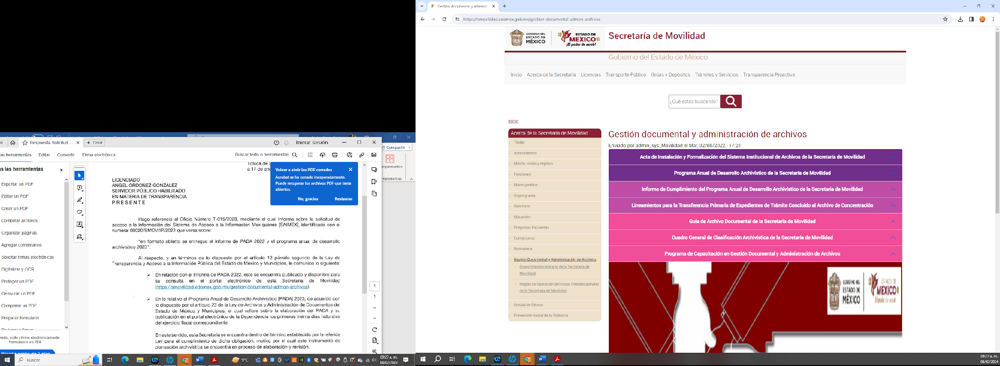 Respuesta Solicitud ...
Crear
Iniciar sesión
Compartir
as herramientas
Editar
Convertir
Firma electrónica
Buscar texto o herramientas
mplementos
mplementos
as las herramientas
Exportar un PDF
Editar un PDF
Crear un PDF
Combinar archivos
Organizar páginas
Agregar comentarios
Solicitar firmas electrónicas
Digitalizar y OCR
Proteger un PDF
Censurar un PDF
Comprimir un PDF
Preparar formulario
vierta, edite y firme electrónicamente
formularios en PDF
Prueba gratis de 7 días
Toluca de
a 17 de ene
Volver a abrir los PDF cerrados
Acrobat se ha cerrado inesperadamente.
Puede recuperar los archivos PDF que tenía
abiertos.
No, gracias
Restaurar
LICENCIADO
ÁNGEL ORDOÑEZ GONZÁLEZ
SERVIDOR PÚBLICO HABILITADO
EN MATERIA DE TRANSPARENCIA
P R E S E N T E
Hago referencia al Oficio Número T-015/2023, mediante el cual informa sobre la solicitud de
acceso a la información del Sistema de Acceso a la Información Mexiquense [SAIMEX], identificada con e
numeral 00020/SMOV/IP/2023 que versa sobre:
"en formato abierto se entregue el informe de PADA 2022 y el programa anua de desarrollo
archivístico 2023".
Al respecto, y en términos de lo dispuesto por el artículo 12 párrafo segundo de la Ley de
Transparencia y Acceso a la Información Pública del Estado de México y Municipios, le comunico lo siguiente:
➢ En relación con el Informe de PADA 2022, este se encuentra publicado y disponible para
su consulta en el portal electrónico de esta Secretaría de Movilidad
(https://smovilidad.edomex.gob.mx/gestion-documental-admon-archivos).
➢ En lo relativo al Programa Anual de Desarrollo Archivístico [PADA] 2023, de acuerdo con
lo dispuesto por el artículo 23 de la Ley de Archivos y Administración de Documentos de
Estado de México y Municipios, el cual refiere sobre la elaboración del PADA y su
publicación en el portal electrónico de la Dependencia los primeros treinta días naturales
del ejercicio fiscal correspondiente.
En este sentido, esta Secretaría se encuentra dentro del término establecido por la referida
Ley para el cumplimiento de dicha obligación, motivo por el cual este instrumento de
planeación archivística se encuentra en proceso de elaboración y revisión.
1
1
Buscar
9°C
09:27 a. m.
08/02/2024
Gestión documental y administ
https://smovilidad.edomex.gob.mx/gestion-documental-admon-archivos
GOBIERNO DEL
ESTADO DE
MÉXICO
ESTADO DE
MÉXICO
¡El poder de servir!
Secretaría de Movilidad
Gobierno del Estado de México
Inicio Acerca de la Secretaría Licencias Transporte Público Grúas y Depósitos Trámites y Servicios Transparencia Proactiva
¿Qué estás buscando?
Inicio
Acerca de la Secretaría de Movilidad
Titular
Antecedentes
Misión, visión y objetivo
Funciones
Marco jurídico
Organigrama
Directorio
Ubicación
Preguntas frecuentes
Contáctanos
Normateca
Gestión Documental y Administración de Archivos
Grupo Interdisciplinario de la Secretaría de
Movilidad
Reglas de Operación del Grupo Interdisciplinario
de la Secretaría de Movilidad
Unidad de Género
Prevención Social de la Violencia
Gestión documental y administración de archivos
Enviado por admin_sys_Movilidad el Mar, 02/08/2022 - 17:21
Acta de Instalación y Formalización del Sistema Institucional de Archivos de la Secretaría de Movilidad
Programa Anual de Desarrollo Archivístico de la Secretaría de Movilidad
Informe de Cumplimiento del Programa Anual de Desarrollo Archivístico de la Secretaria de Movilidad
Lineamientos para la Transferencia Primaria de Expedientes de Trámite Concluido al Archivo de Concentración
Guía de Archivo Documental de la Secretaría de Movilidad
Cuadro General de Clasificación Archivística de la Secretaría de Movilidad
Programa de Capacitación en Gestión Documental y Administración de Archivos
GOBIERNO DEL
ESTADO DE
MÉXICO
ESTADO DE
MÉXICO
¡El poder de servir!
09:27 a. m.
08/02/2024